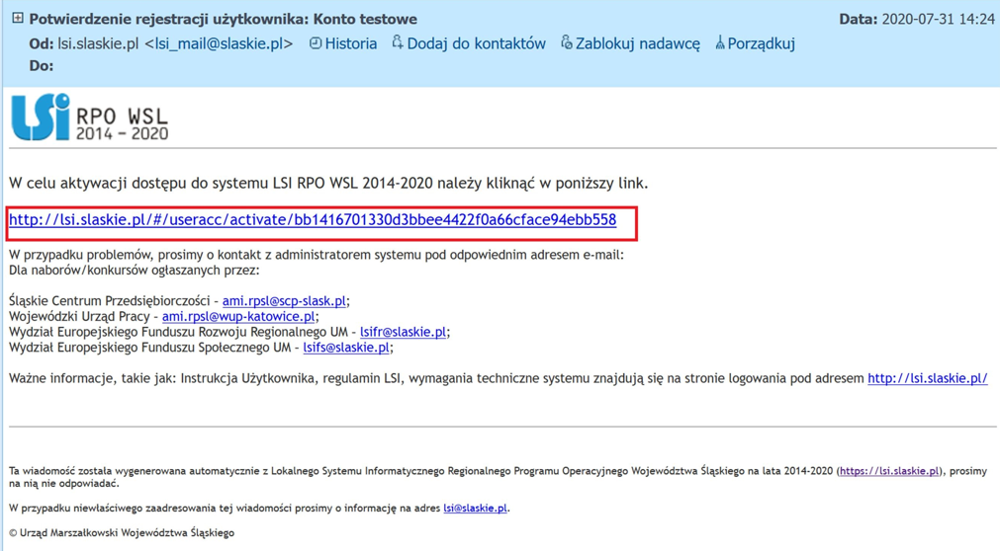 Potwierdzenie rejestracji użytkownika: Konto testowe
Data: 2020-07-31 14:24
Od: lsi.slaskie.pl <lsi_mail@slaskie.pl> Historia Dodaj do kontaktów Zablokuj nadawcę Porządkuj
Do:
LSI RPO WSL
2014 – 2020
W celu aktywacji dostępu do systemu LSI RPO WSL 2014-2020 należy kliknąć w poniższy link.
http://lsi.slaskie.pl/#/useracc/activate/bb1416701330d3bbee4422f0a66cface94ebb558
W przypadku problemów, prosimy o kontakt z administratorem systemu pod odpowiednim adresem e-mail:
Dla naborów/konkursów ogłaszanych przez:
Śląskie Centrum Przedsiębiorczości - ami.rpsl@scp-slask.pl;
Wojewódzki Urząd Pracy - ami.rpsl@wup-katowice.pl;
Wydział Europejskiego Funduszu Rozwoju Regionalnego UM - lsifr@slaskie.pl;
Wydział Europejskiego Funduszu Społecznego UM - lsifs@slaskie.pl;
Ważne informacje, takie jak: Instrukcja Użytkownika, regulamin LSI, wymagania techniczne systemu znajdują się na stronie logowania pod adresem http://lsi.slaskie.pl/
Ta wiadomość została wygenerowana automatycznie z Lokalnego Systemu Informatycznego Regionalnego Programu Operacyjnego Województwa Śląskiego na lata 2014-2020 (https://lsi.slaskie.pl), prosimy
na nią nie odpowiadać.
W przypadku niewłaściwego zaadresowania tej wiadomości prosimy o informację na adres lsi@slaskie.pl.
© Urząd Marszałkowski Województwa Śląskiego